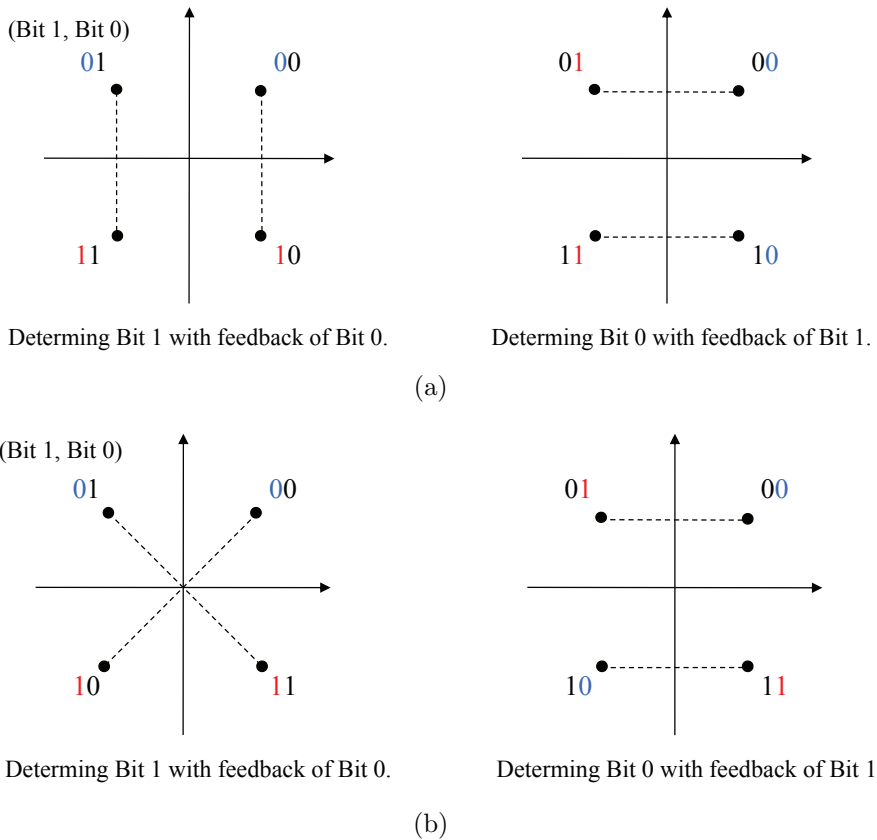 (Bit 1, Bit 0)
01 00 01 00
11 10 11 10
Determing Bit 1 with feedback of Bit 0. Determing Bit 0 with feedback of Bit 1.
(a)
(Bit 1, Bit 0)
01 00 01 00
10 11 10 11
Determing Bit 1 with feedback of Bit 0. Determing Bit 0 with feedback of Bit 1
(b)